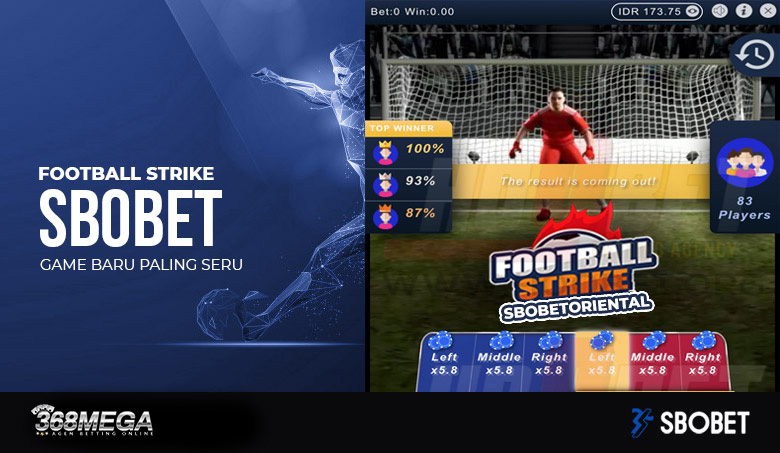 Bet:0 Win:0.00
IDR 173.75
FOOTBALL STRIKE
SBOBET
GAME BARU PALING SERU
TOP WINNER
100%
93%
87%
The result is coming out!
83
Players
FOOTBALL
STRIKE
SBOBETORIENTAL
Left
x5.8
Middle
x5.8
Right
x5.8
Left
x5.8
Middle
x5.8
Right
x5.8
368MEGA
AGEN BETTING ONLINE
SBOBET